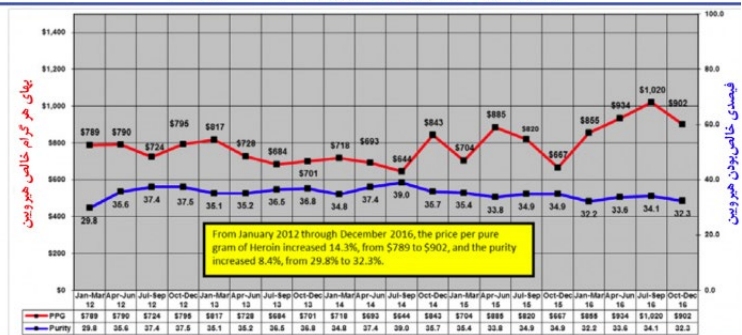 بهای هر گرام خالص هیرویین
فیصدی خالص‌بودن هیرویین
$1,400
$1,200
$1,000
$800
$600
$400
$200
$0
100.0
80.0
60.0
40.0
20.0
0.0
$789 $790 $724 $795 $817 $728 $684 $701 $718 $693 $644 $843 $704 $885 $820 $667 $855 $934 $1,020 $902
29.8 35.6 37.4 37.5 35.1 35.2 36.5 36.8 34.8 37.4 39.0 35.7 35.4 33.8 34.9 34.9 32.2 33.6 34.1 32.3
From January 2012 through December 2016, the price per pure
gram of Heroin increased 14.3%, from $789 to $902, and the purity
increased 8.4%, from 29.8% to 32.3%.
Jan-Mar Apr-Jun Jul-Sep Oct-Dec Jan-Mar Apr-Jun Jul-Sep Oct-Dec Jan-Mar Apr-Jun Jul-Sep Oct-Dec Jan-Mar Apr-Jun Jul-Sep Oct-Dec Jan-Mar Apr-Jun Jul-Sep Oct-Dec
12 12 12 12 13 13 13 13 14 14 14 14 15 15 15 15 16 16 16 16
PPG $789 $790 $724 $795 $817 $728 $684 $701 $718 $693 $644 $843 $704 $885 $820 $667 $855 $934 $1,020 $902
Purity 29.8 35.6 37.4 37.5 35.1 35.2 36.5 36.8 34.8 37.4 39.0 35.7 35.4 33.8 34.9 34.9 32.2 33.6 34.1 32.3